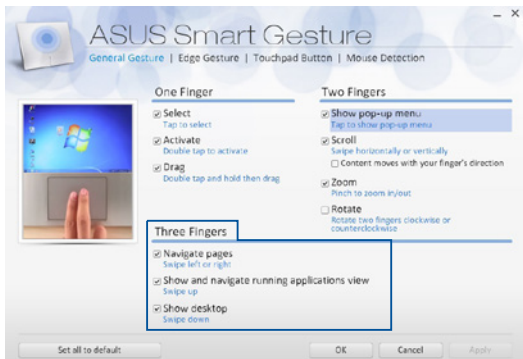 ASUS Smart Gesture
General Gesture | Edge Gesture | Touchpad Button | Mouse Detection
One Finger
Select
Tap to select
Activate
Double tap to activate
Drag
Double tap and hold then drag
Two Fingers
Show pop-up menu
Tap to show pop-up menu
Scroll
Swipe horizontally or vertically
Content moves with your finger's direction
Zoom
Pinch to zoom in/out
Rotate
Rotate two fingers clockwise or
counterclockwise
Three Fingers
Navigate pages
Swipe left or right
Show and navigate running applications view
Swipe up
Show desktop
Swipe down
Set all to default
OK
Cancel
Apply